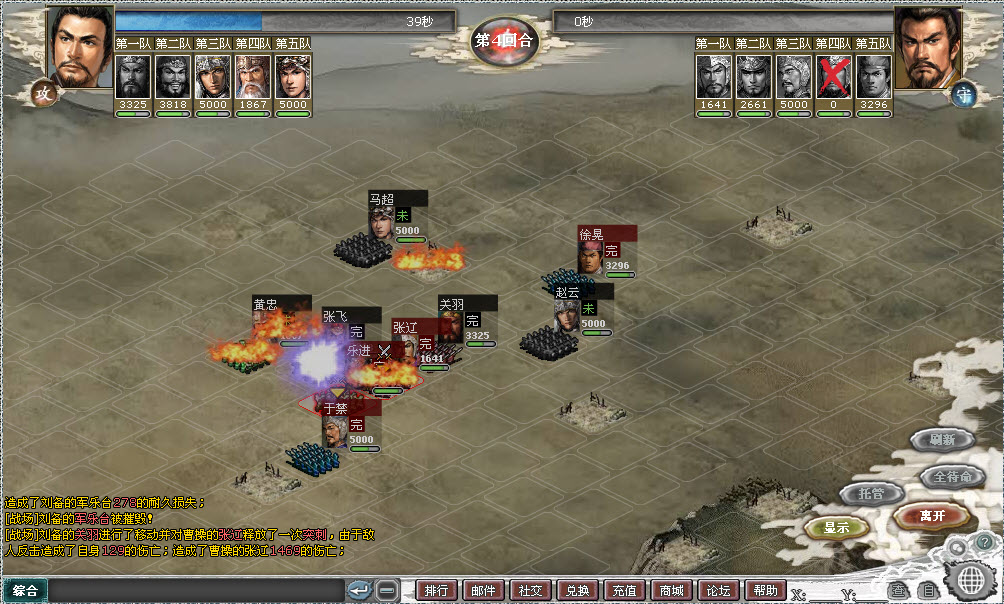 39秒
0秒
第4回合
第一队 第二队 第三队 第四队 第五队
第一队 第二队 第三队 第四队 第五队
攻
守
3325 3818 5000 1867 5000
1641 2661 5000 0 3296
马超
未
5000
徐晃
完
3296
赵云
未
5000
黄忠
张飞
完
关羽
完
3325
张辽
完
1641
乐进
于禁
完
5000
刷新
全待命
托管
显示
离开
造成了刘备的军乐台278的耐久损失;
[战场]刘备的军乐台被摧毁!
[战场]刘备的关羽进行了移动并对曹操的张辽释放了一次突刺,由于敌
人反击造成了自身129的伤亡;造成了曹操的张辽1469的伤亡;
綜合
排行 邮件 社交 兑换 充值 商城 论坛 帮助
X: Y:
?